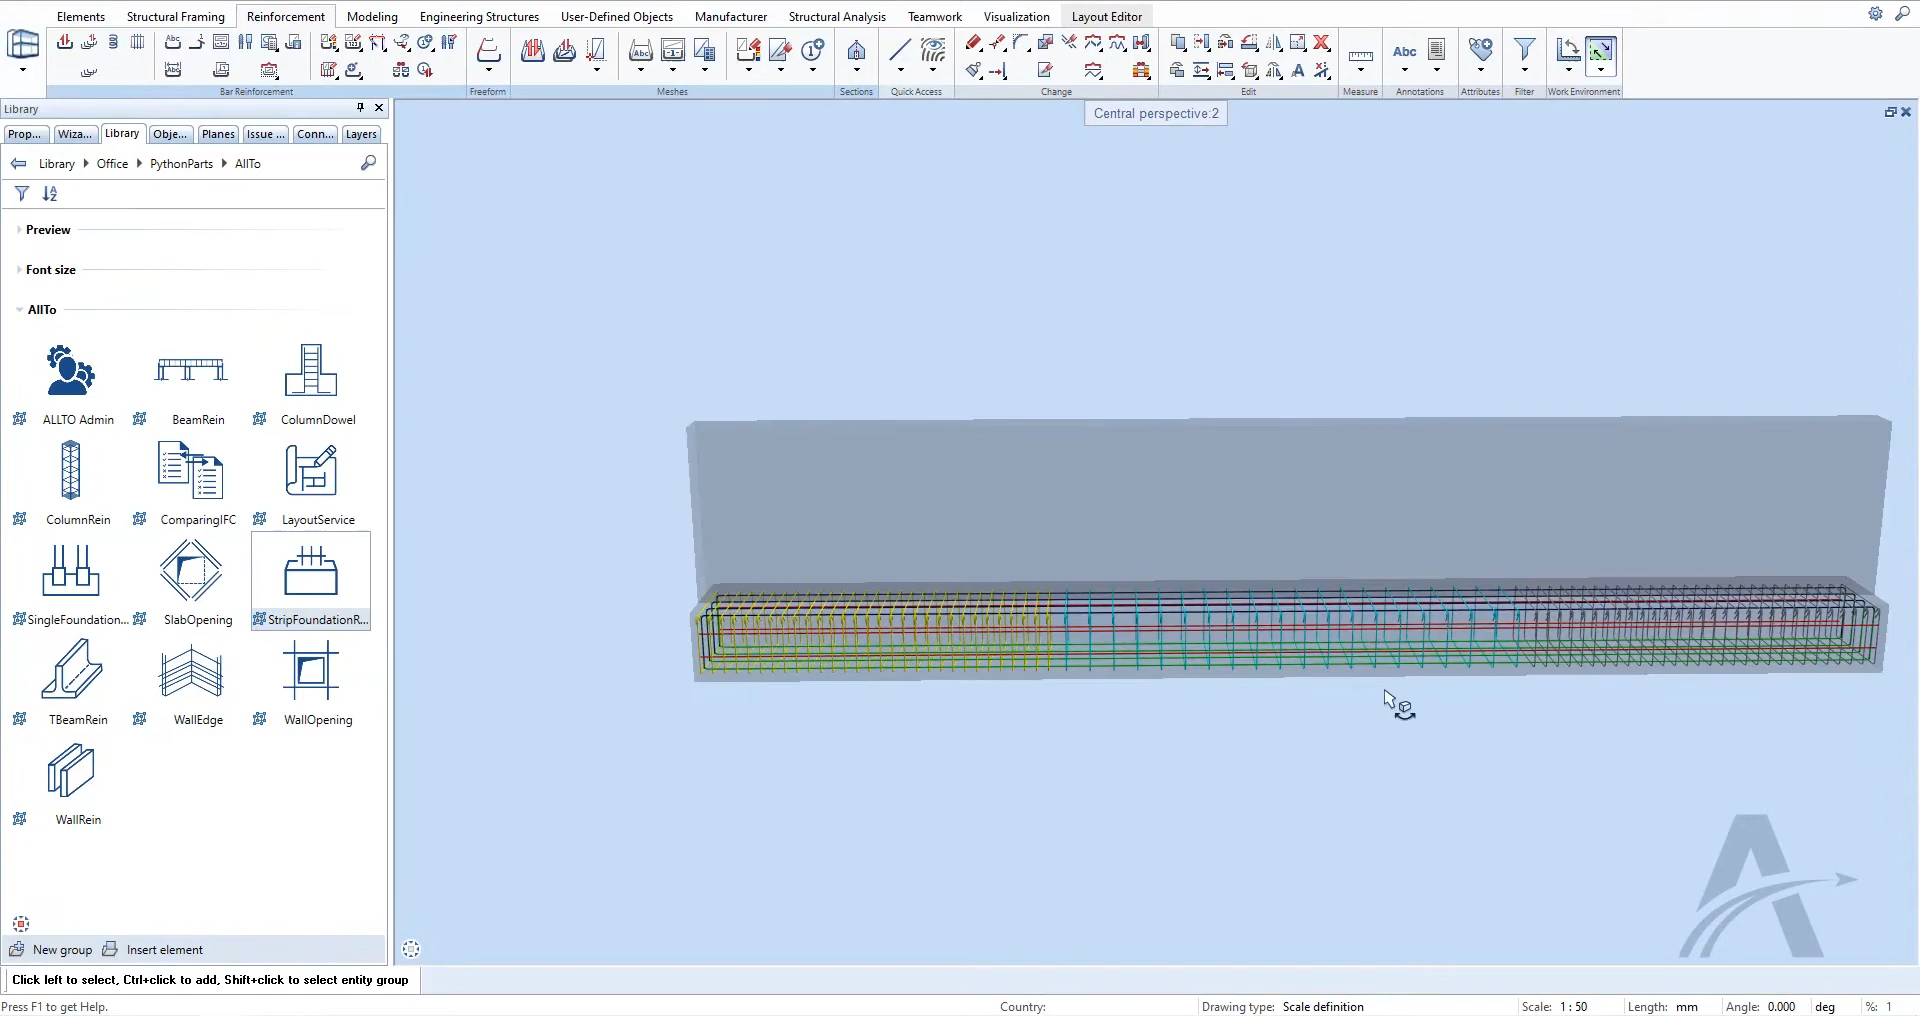 Elements Structural Framing Reinforcement Modeling Engineering Structures User-Defined Objects Manufacturer Structural Analysis Teamwork Visualization Layout Editor
Bar Reinforcement Freeform Meshes Sections Quick Access Change Edit Measure Annotations Attributes Filter Work Environment
Library
Prop... Wiza... Library Obje... Planes Issue ... Conn... Layers
Library Office PythonParts AllTo
Preview
Font size
AllTo
ALLTO Admin BeamRein ColumnDowel
ColumnRein ComparingIFC LayoutService
SingleFoundation... SlabOpening StripFoundationR...
TBeamRein WallEdge WallOpening
WallRein
New group Insert element
Central perspective:2
Click left to select, Ctrl+click to add, Shift+click to select entity group
Press F1 to get Help. Country: Drawing type: Scale definition Scale: 1 : 50 Length: mm Angle: 0.000 deg %: 1